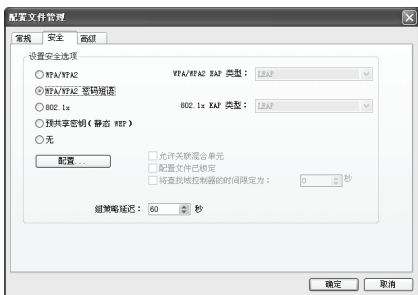 配置文件管理
常规 安全 高级
设置安全选项
WPA/WPA2 WPA/WPA2 EAP 类型： LEAP
WPA/WPA2 密码短语
802.1x 802.1x EAP 类型： LEAP
预共享密钥（静态 WEP）
无
配置...
允许关联混合单元
配置文件已锁定
将查找域控制器的时间限定为： 0 秒
组策略延迟： 60 秒
确定 取消